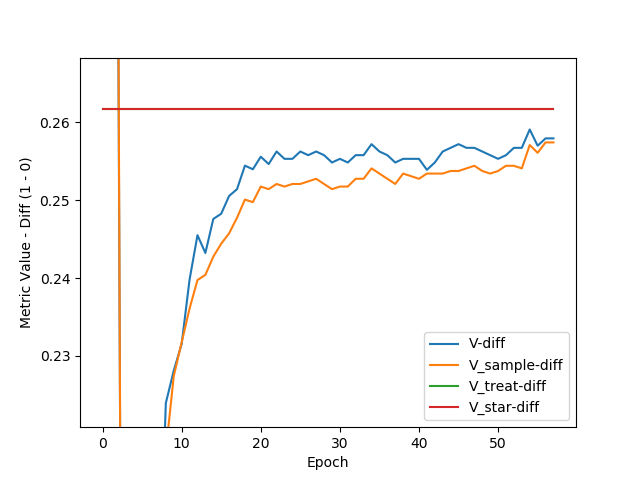 Metric Value - Diff (1 - 0)
0.26
0.25
0.24
0.23
0
10
20
30
40
50
Epoch
V-diff
V_sample-diff
V_treat-diff
V_star-diff